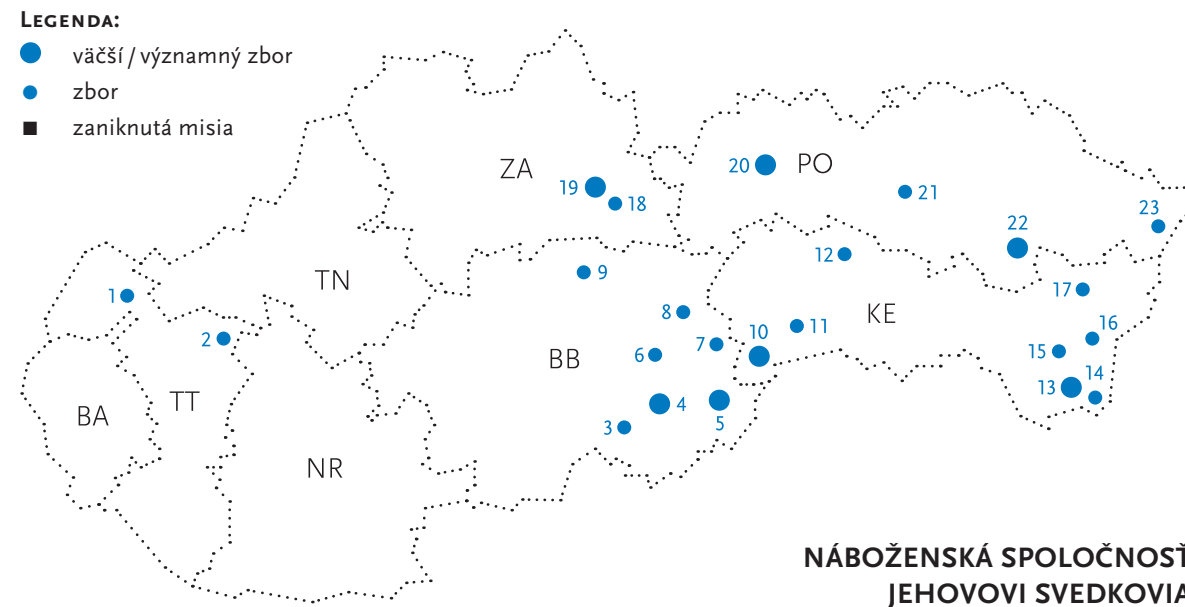 LEGENDA:
väčší / významný zbor
zbor
zaniknutá misia
ZA
20
PO
19
18
21
23
22
12
9
TN
17
1
8
KE
11
16
2
10
7
15
6
BB
14
13
TT
4
BA
5
3
NR
NÁBOŽENSKÁ SPOLOČNOSŤ
JEHOVOVI SVEDKOVIA